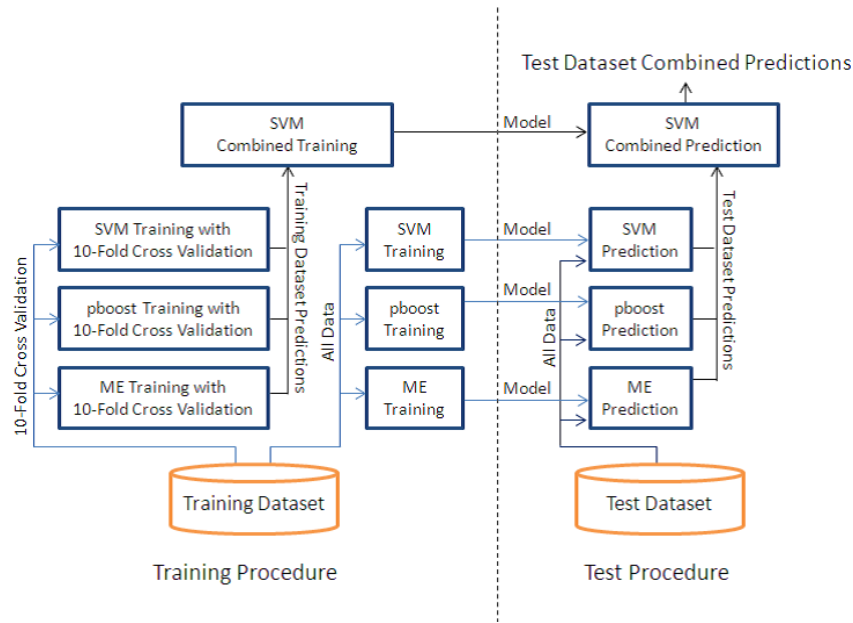 Test Dataset Combined Predictions
SVM
Combined Training
Model
SVM
Combined Prediction
10-Fold Cross Validation
SVM Training with
10-Fold Cross Validation
pboost Training with
10-Fold Cross Validation
ME Training with
10-Fold Cross Validation
Training Dataset Predictions
All Data
SVM
Training
pboost
Training
ME
Training
Model
Model
Model
All Data
SVM
Prediction
pboost
Prediction
ME
Prediction
Test Dataset Predictions
Training Dataset
Test Dataset
Training Procedure
Test Procedure